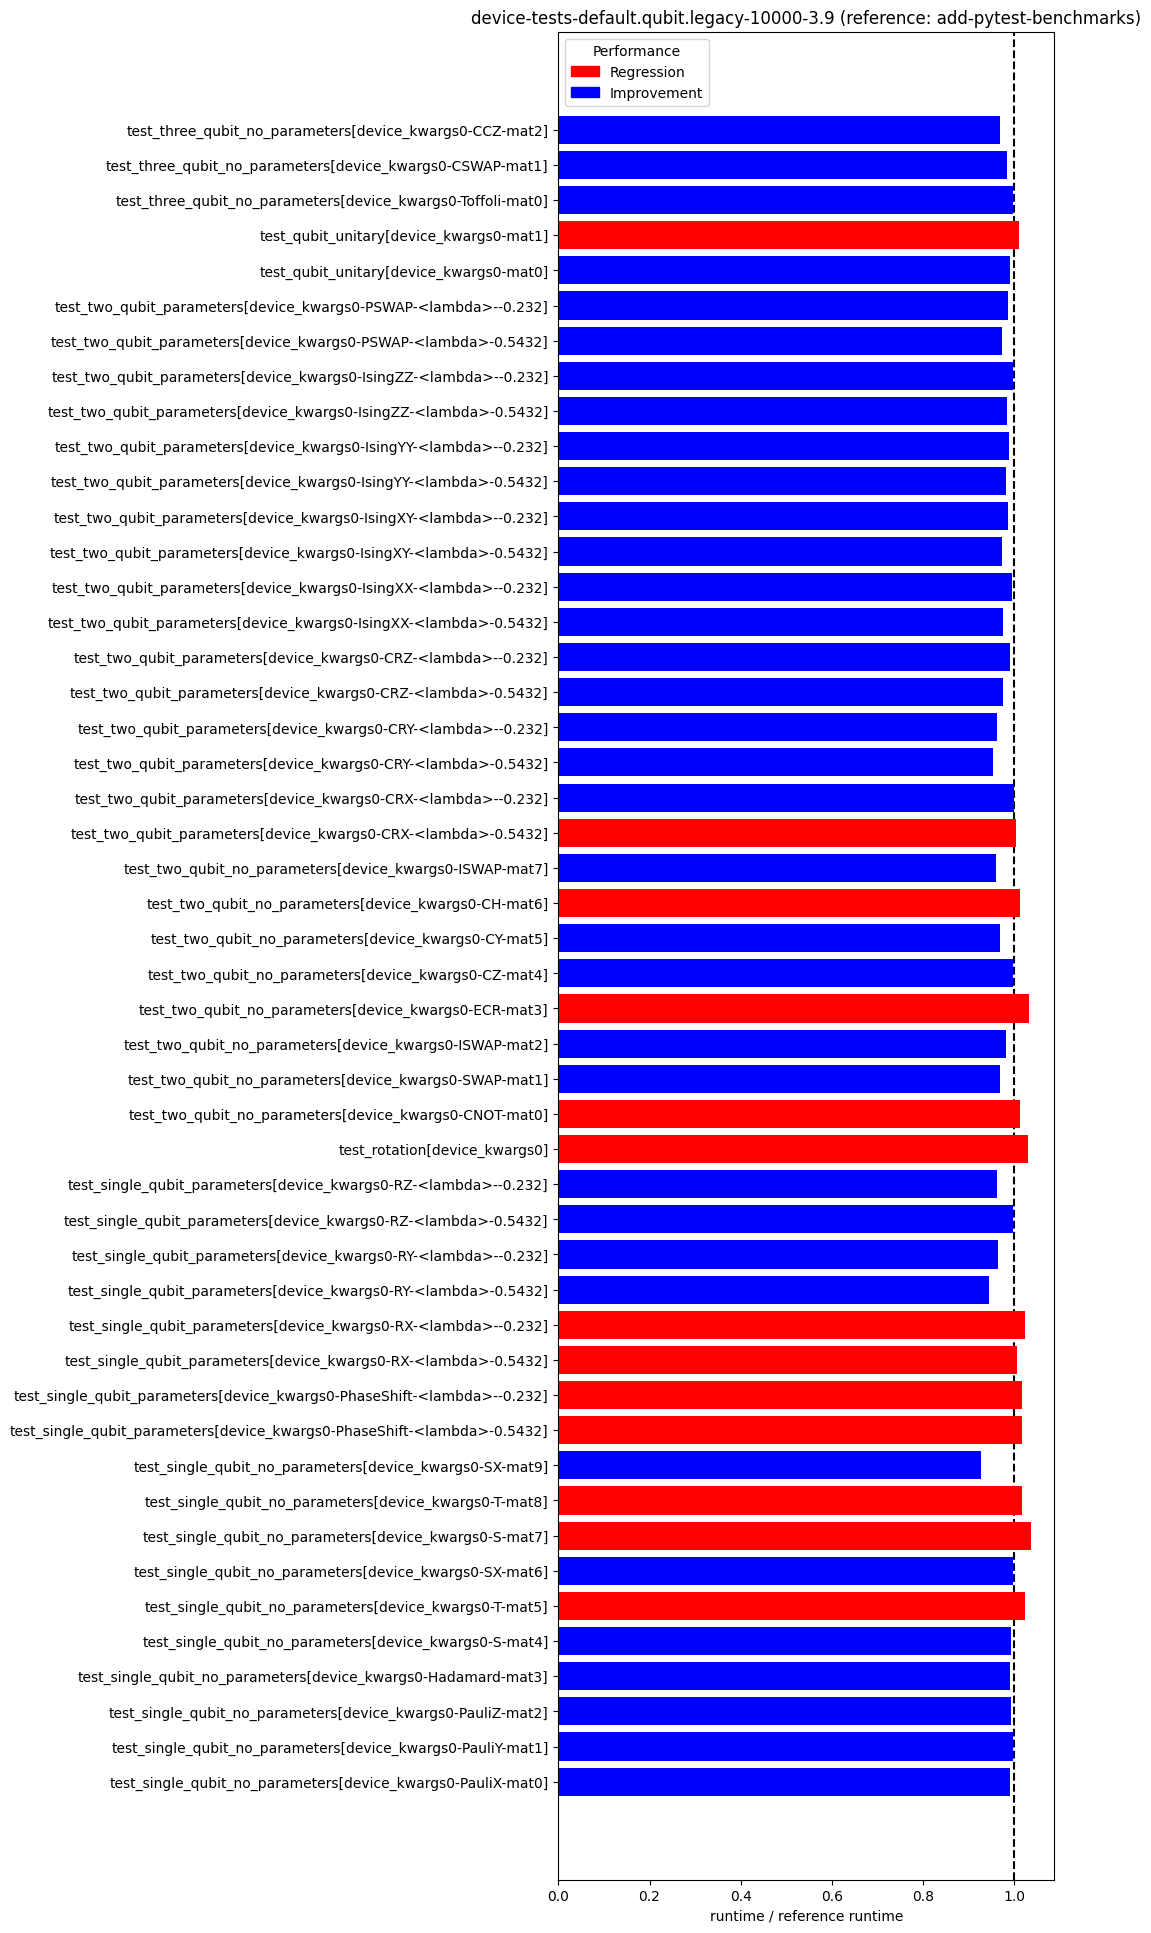 device-tests-default.qubit.legacy-10000-3.9 (reference: add-pytest-benchmarks)
Performance
Regression
Improvement
test_three_qubit_no_parameters[device_kwargs0-CCZ-mat2]
test_three_qubit_no_parameters[device_kwargs0-CSWAP-mat1]
test_three_qubit_no_parameters[device_kwargs0-Toffoli-mat0]
test_qubit_unitary[device_kwargs0-mat1]
test_qubit_unitary[device_kwargs0-mat0]
test_two_qubit_parameters[device_kwargs0-PSWAP-<lambda>--0.232]
test_two_qubit_parameters[device_kwargs0-PSWAP-<lambda>-0.5432]
test_two_qubit_parameters[device_kwargs0-IsingZZ-<lambda>--0.232]
test_two_qubit_parameters[device_kwargs0-IsingZZ-<lambda>-0.5432]
test_two_qubit_parameters[device_kwargs0-IsingYY-<lambda>--0.232]
test_two_qubit_parameters[device_kwargs0-IsingYY-<lambda>-0.5432]
test_two_qubit_parameters[device_kwargs0-IsingXY-<lambda>--0.232]
test_two_qubit_parameters[device_kwargs0-IsingXY-<lambda>-0.5432]
test_two_qubit_parameters[device_kwargs0-IsingXX-<lambda>--0.232]
test_two_qubit_parameters[device_kwargs0-IsingXX-<lambda>-0.5432]
test_two_qubit_parameters[device_kwargs0-CRZ-<lambda>--0.232]
test_two_qubit_parameters[device_kwargs0-CRZ-<lambda>-0.5432]
test_two_qubit_parameters[device_kwargs0-CRY-<lambda>--0.232]
test_two_qubit_parameters[device_kwargs0-CRY-<lambda>-0.5432]
test_two_qubit_parameters[device_kwargs0-CRX-<lambda>--0.232]
test_two_qubit_parameters[device_kwargs0-CRX-<lambda>-0.5432]
test_two_qubit_no_parameters[device_kwargs0-ISWAP-mat7]
test_two_qubit_no_parameters[device_kwargs0-CH-mat6]
test_two_qubit_no_parameters[device_kwargs0-CY-mat5]
test_two_qubit_no_parameters[device_kwargs0-CZ-mat4]
test_two_qubit_no_parameters[device_kwargs0-ECR-mat3]
test_two_qubit_no_parameters[device_kwargs0-ISWAP-mat2]
test_two_qubit_no_parameters[device_kwargs0-SWAP-mat1]
test_two_qubit_no_parameters[device_kwargs0-CNOT-mat0]
test_rotation[device_kwargs0]
test_single_qubit_parameters[device_kwargs0-RZ-<lambda>--0.232]
test_single_qubit_parameters[device_kwargs0-RZ-<lambda>-0.5432]
test_single_qubit_parameters[device_kwargs0-RY-<lambda>--0.232]
test_single_qubit_parameters[device_kwargs0-RY-<lambda>-0.5432]
test_single_qubit_parameters[device_kwargs0-RX-<lambda>--0.232]
test_single_qubit_parameters[device_kwargs0-RX-<lambda>-0.5432]
test_single_qubit_parameters[device_kwargs0-PhaseShift-<lambda>--0.232]
test_single_qubit_parameters[device_kwargs0-PhaseShift-<lambda>-0.5432]
test_single_qubit_no_parameters[device_kwargs0-SX-mat9]
test_single_qubit_no_parameters[device_kwargs0-T-mat8]
test_single_qubit_no_parameters[device_kwargs0-S-mat7]
test_single_qubit_no_parameters[device_kwargs0-SX-mat6]
test_single_qubit_no_parameters[device_kwargs0-T-mat5]
test_single_qubit_no_parameters[device_kwargs0-S-mat4]
test_single_qubit_no_parameters[device_kwargs0-Hadamard-mat3]
test_single_qubit_no_parameters[device_kwargs0-PauliZ-mat2]
test_single_qubit_no_parameters[device_kwargs0-PauliY-mat1]
test_single_qubit_no_parameters[device_kwargs0-PauliX-mat0]
0.0 0.2 0.4 0.6 0.8 1.0
runtime / reference runtime